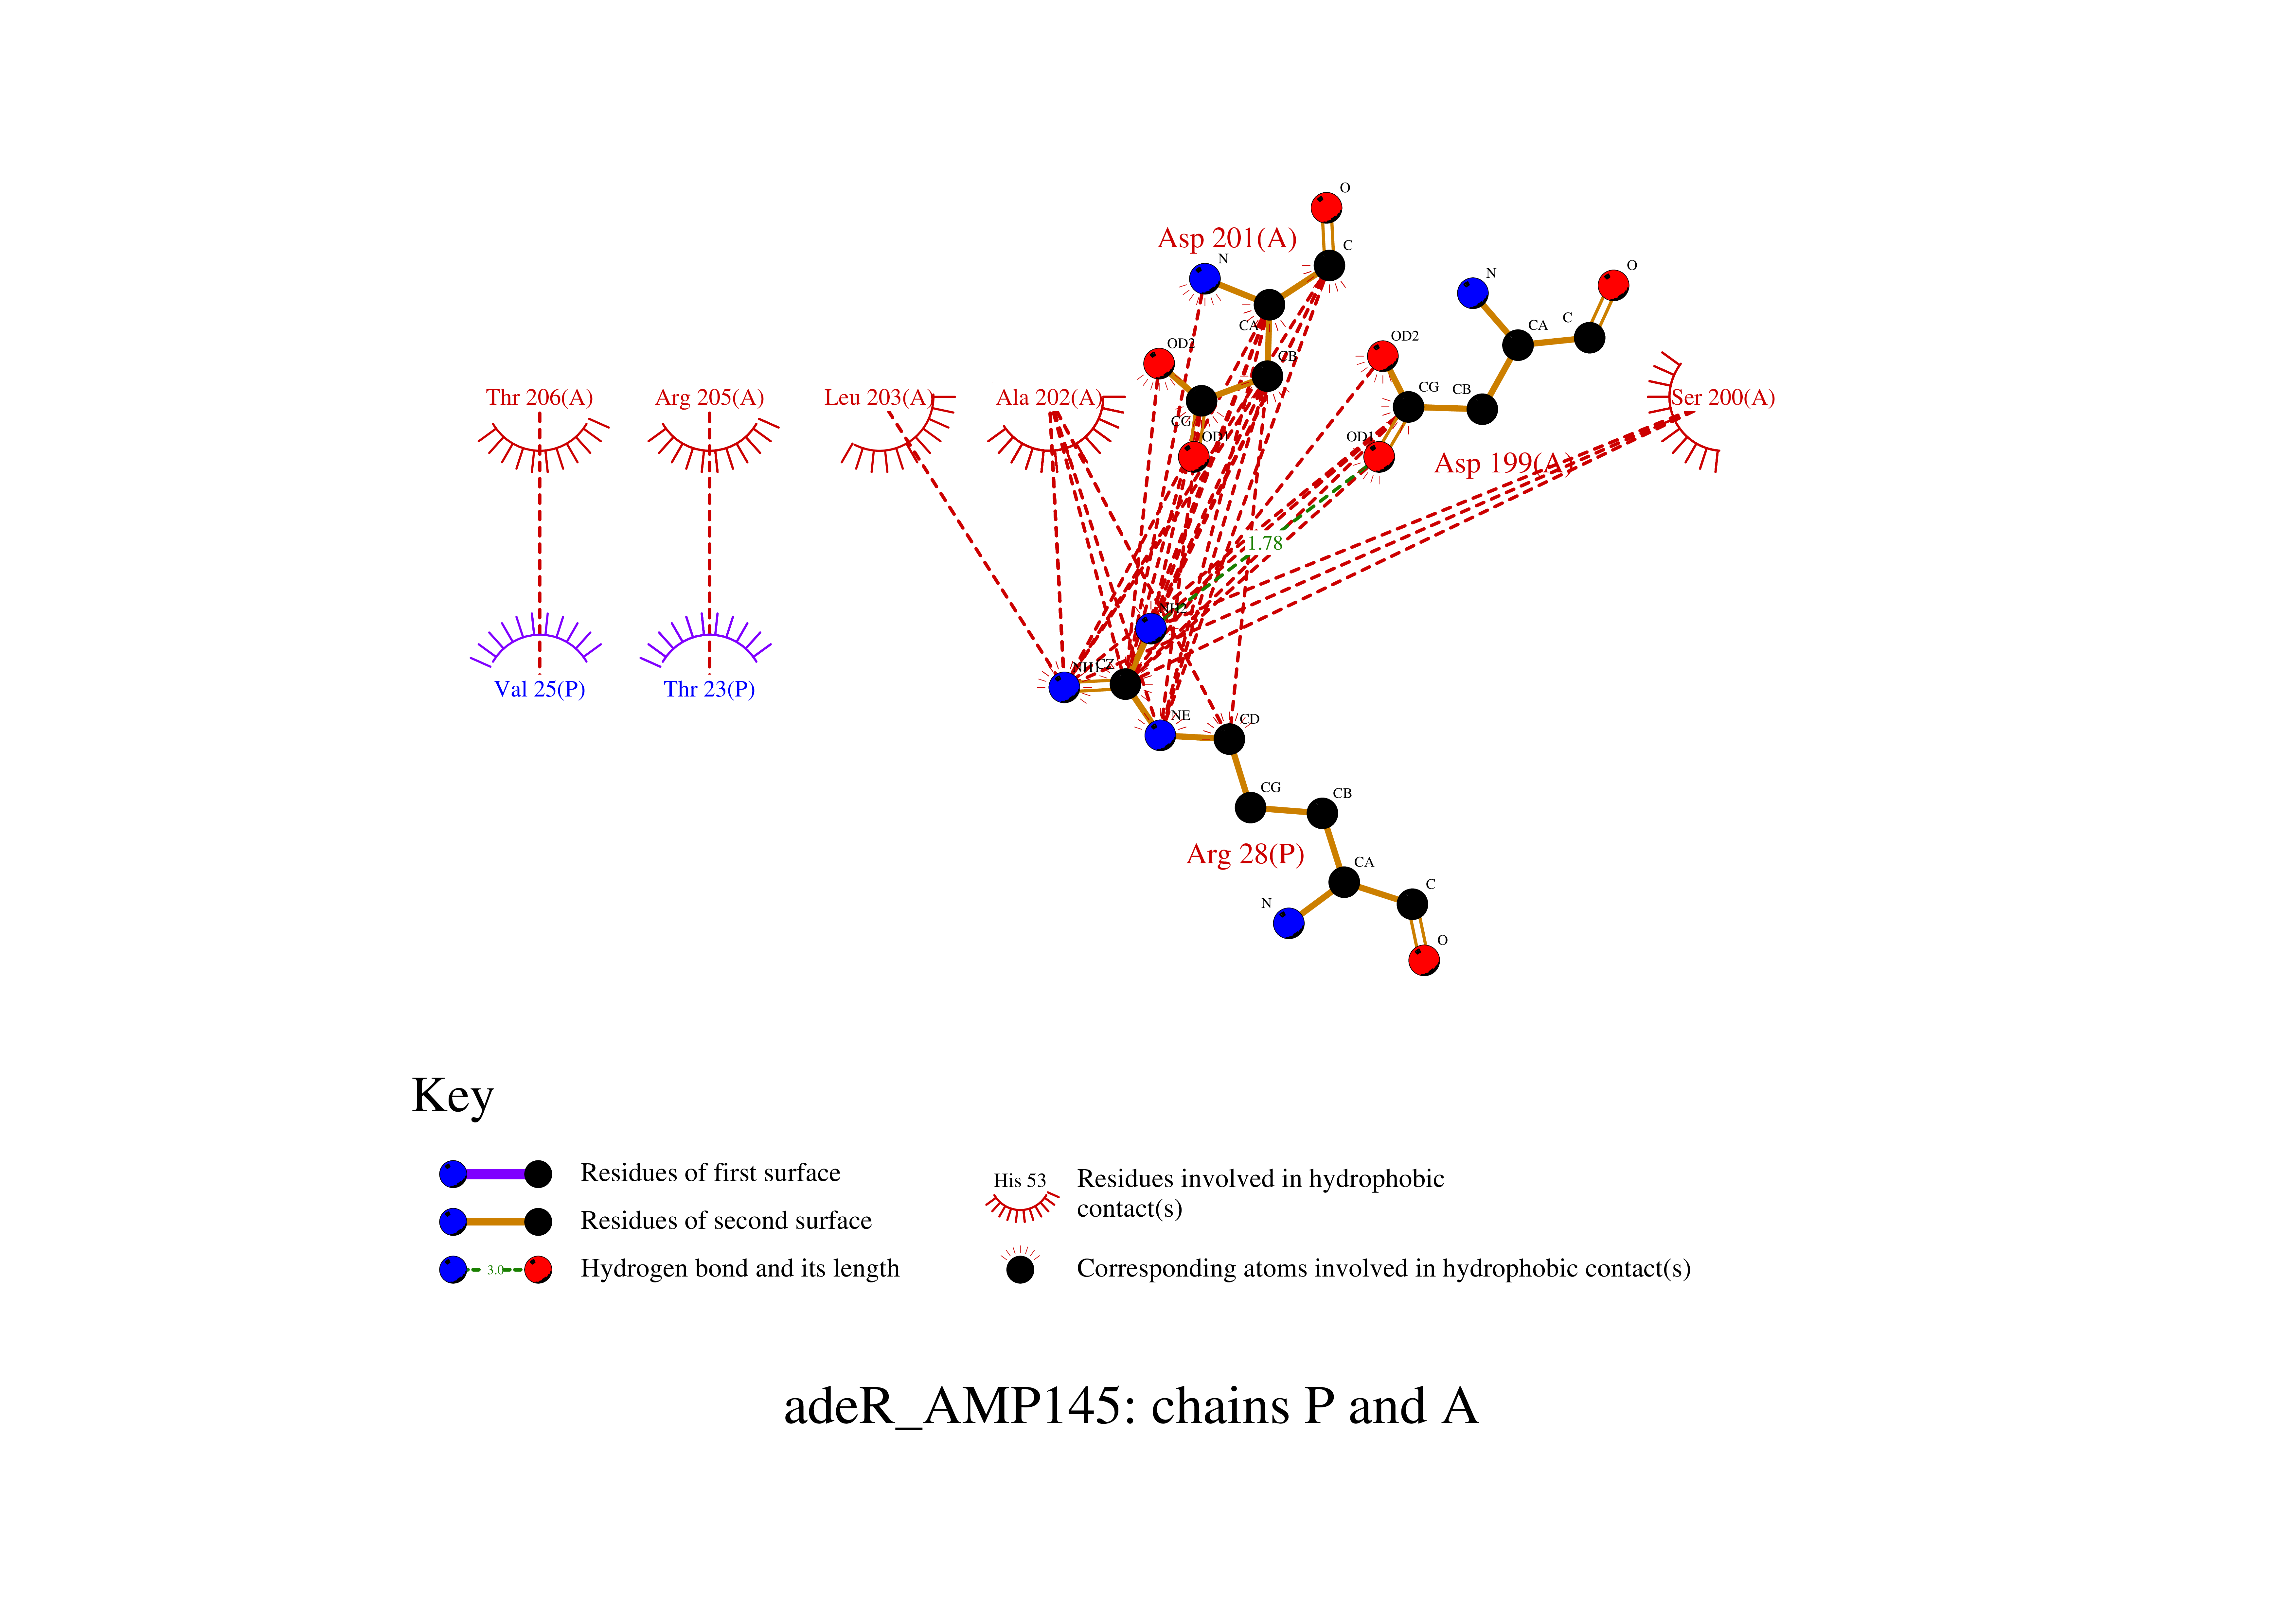 O
Asp 201(A)
C
N
O
N
CA
OD2
OD2
CA
C
CB
CG
CB
Thr 206(A)
Arg 205(A)
Leu 203(A)
Ala 202(A)
Ser 200(A)
CG
OD1
OD1
Asp 199(A)
1.78
NH2
NH1
CZ
Val 25(P)
Thr 23(P)
NE
CD
CG
CB
Arg 28(P)
CA
C
N
O
Key
Residues of first surface
Residues of second surface
3.0
Hydrogen bond and its length
His 53
Residues involved in hydrophobic
contact(s)
Corresponding atoms involved in hydrophobic contact(s)
adeR_AMP145: chains P and A